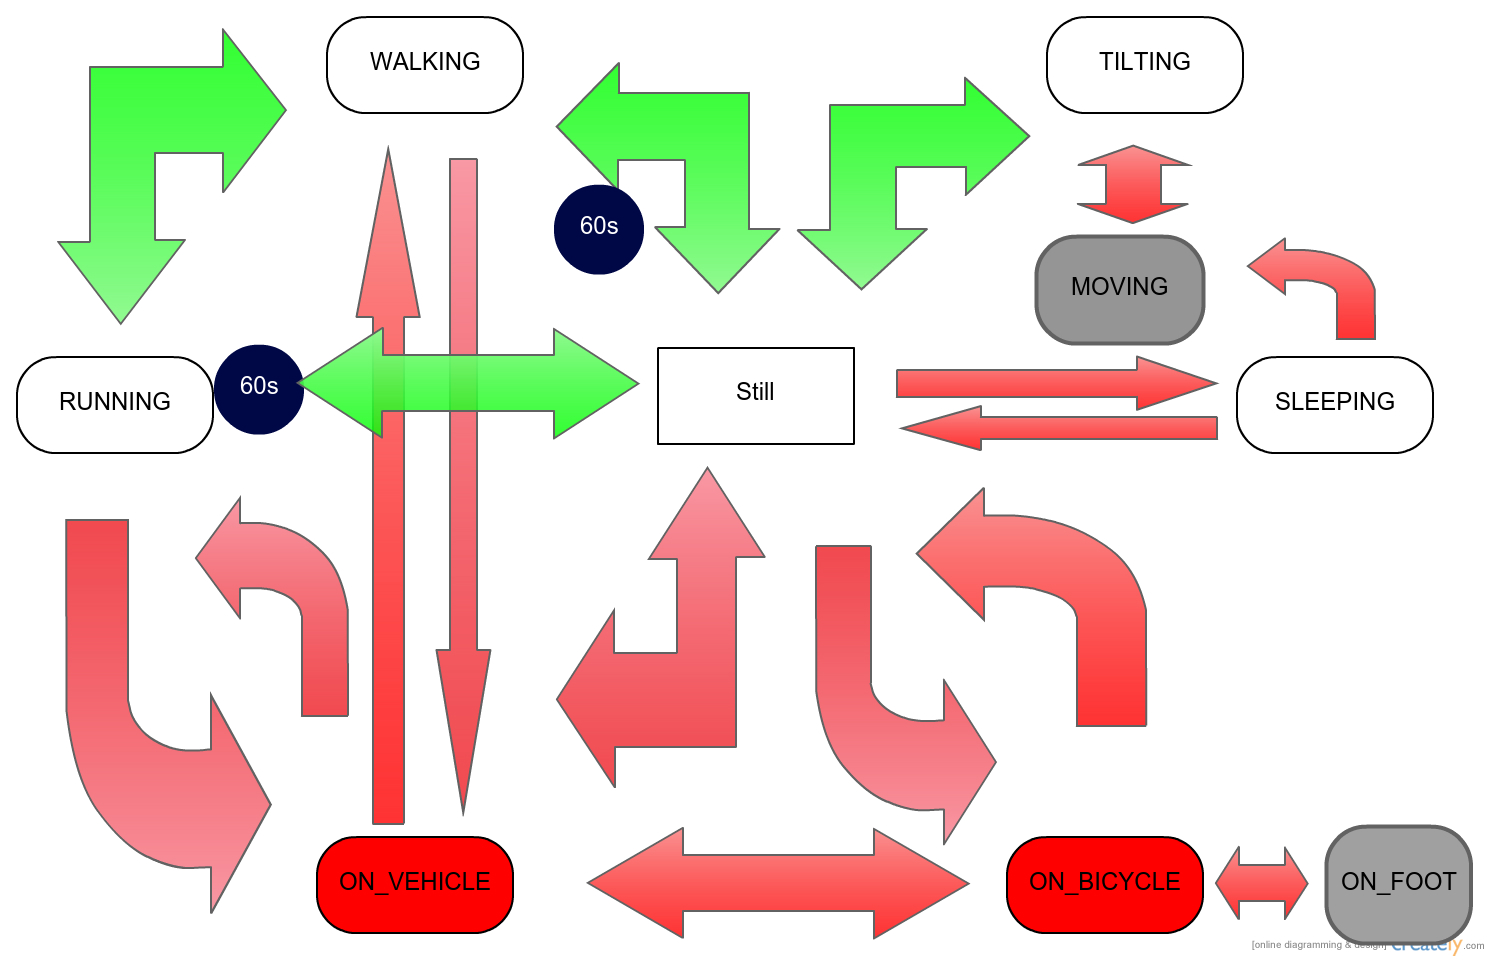 WALKING
TILTING
60s
MOVING
RUNNING
60s
Still
SLEEPING
ON_VEHICLE
ON_BICYCLE
ON_FOOT
[online diagramming & design] creately.com